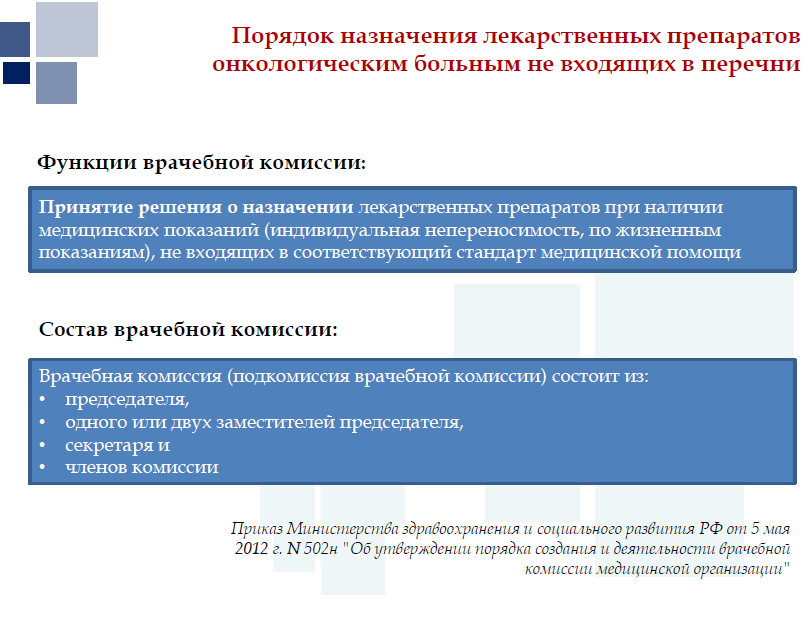 Порядок назначения лекарственных препаратов
онкологическим больным не входящих в перечни
Функции врачебной комиссии:
Принятие решения о назначении лекарственных препаратов при наличии
медицинских показаний (индивидуальная непереносимость, по жизненным
показаниям), не входящих в соответствующий стандарт медицинской помощи
Состав врачебной комиссии:
Врачебная комиссия (подкомиссия врачебной комиссии) состоит из:
• председателя,
• одного или двух заместителей председателя,
• секретаря и
• членов комиссии
Приказ Министерства здравоохранения и социального развития РФ от 5 мая
2012 г. N 502н "Об утверждении порядка создания и деятельности врачебной
комиссии медицинской организации"